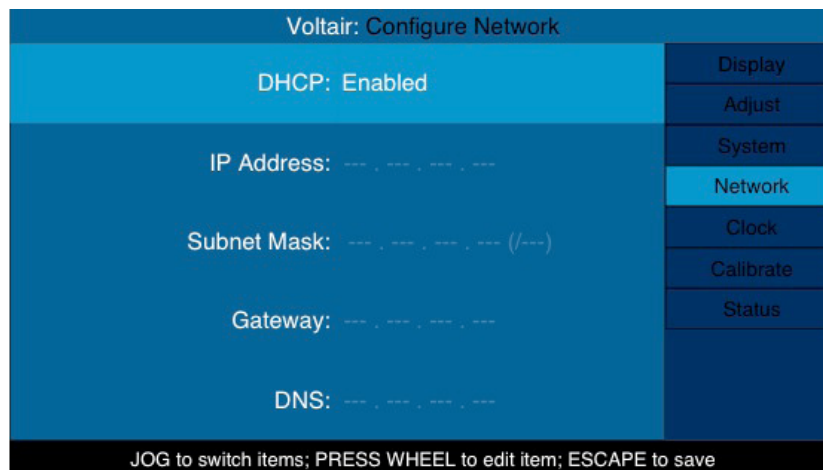 Voltair: Configure Network
DHCP: Enabled
IP Address: --- . --- . --- . ---
Subnet Mask: --- . --- . --- . --- (/---)
Gateway: --- . --- . --- . ---
DNS: --- . --- . --- . ---
Display
Adjust
System
Network
Clock
Calibrate
Status
JOG to switch items; PRESS WHEEL to edit item; ESCAPE to save